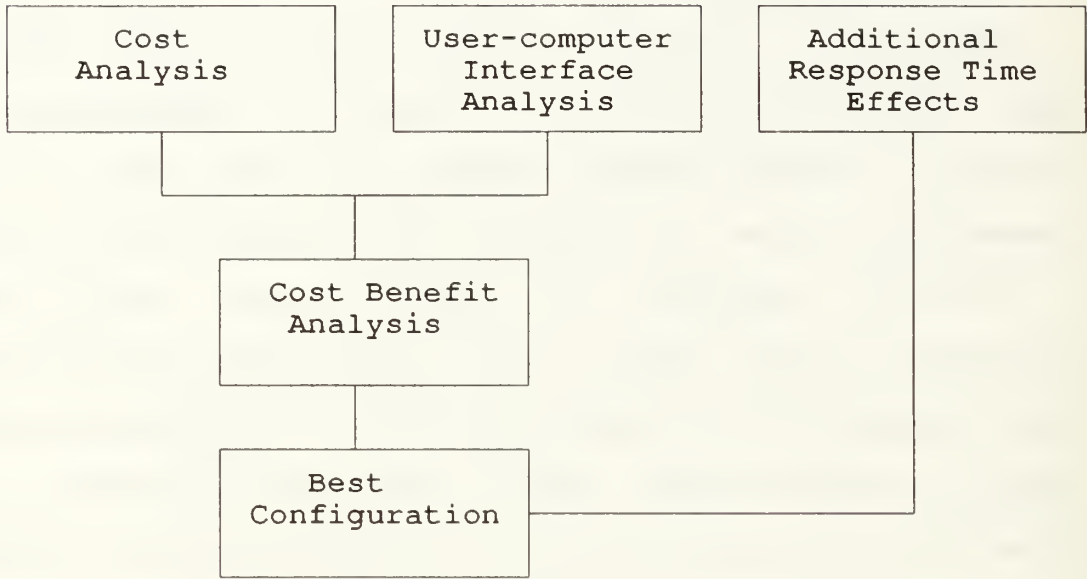 Cost
Analysis
User-computer
Interface
Analysis
Additional
Response Time
Effects
Cost Benefit
Analysis
Best
Configuration